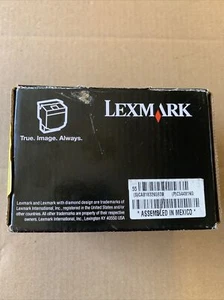 LEXMARK
True. Image. Always.
Lexmark and Lexmark with diamond design are trademarks of
Lexmark International, Inc., registered in the United States and/or
other countries. All other trademarks are property of their respective
owners. Lexmark International, Inc., Lexington KY 40550 USA
* ASSEMBLED IN MEXICO *